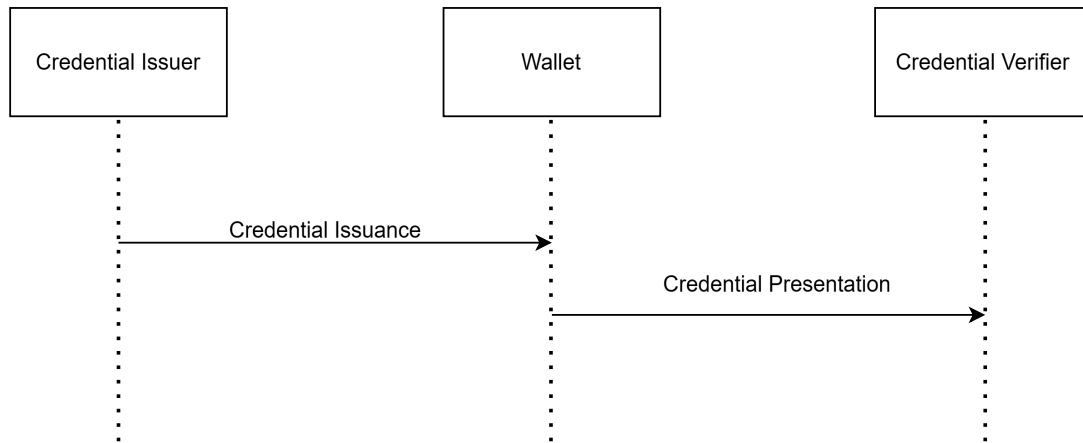 Credential Issuer
Wallet
Credential Verifier
Credential Issuance
Credential Presentation